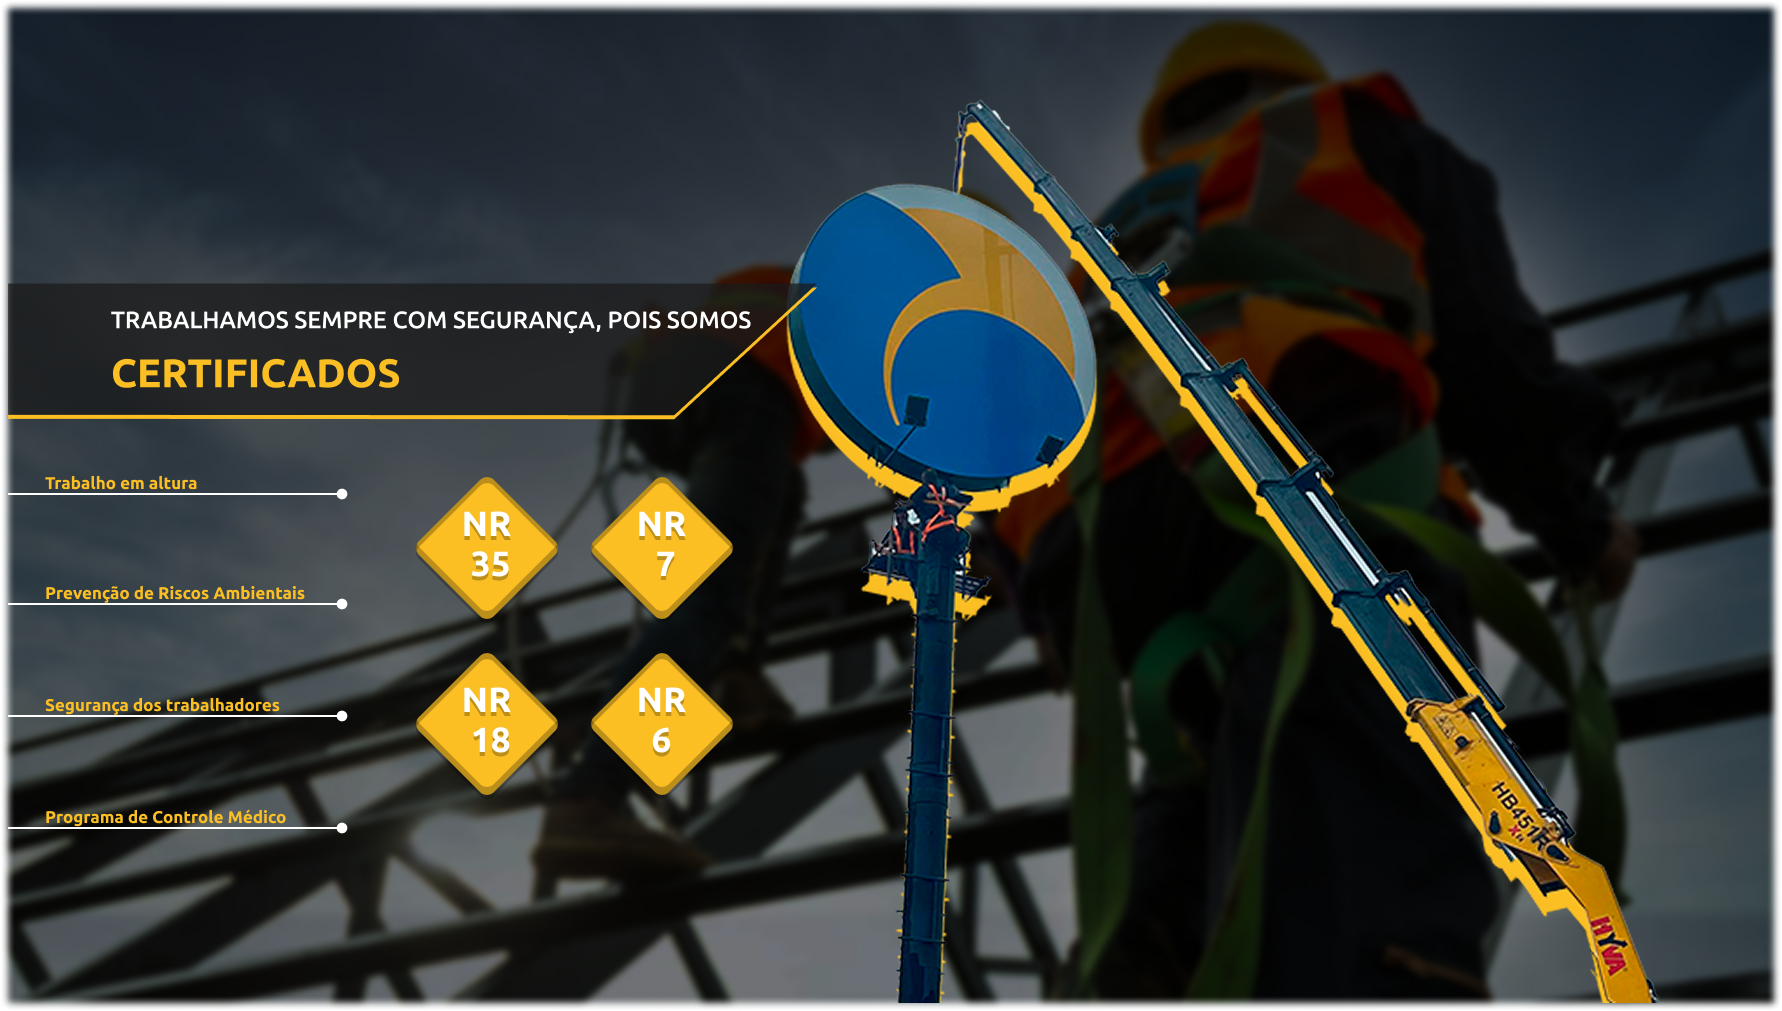 TRABALHAMOS SEMPRE COM SEGURANÇA, POIS SOMOS
CERTIFICADOS
Trabalho em altura
Prevenção de Riscos Ambientais
Segurança dos trabalhadores
Programa de Controle Médico
NR
35
NR
7
NR
18
NR
6
HB451R
HYVA